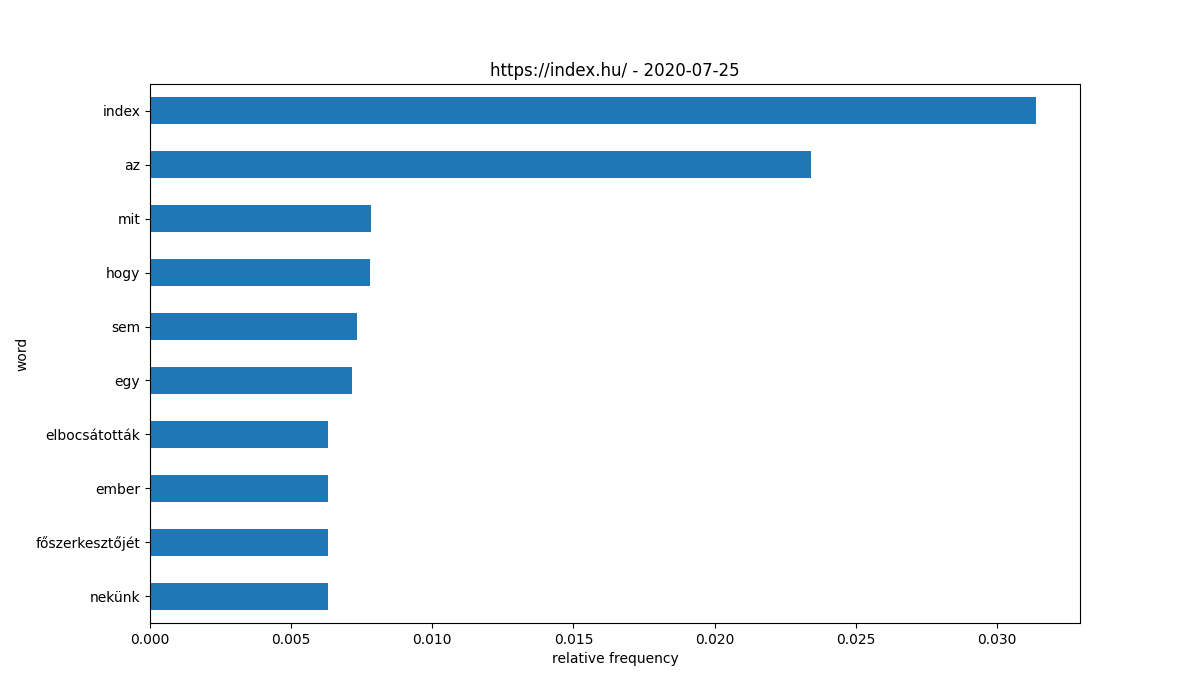 https://index.hu/ - 2020-07-25
index
az
mit
hogy
sem
egy
elbocsátották
ember
főszerkesztőjét
nekünk
word
0.000 0.005 0.010 0.015 0.020 0.025 0.030
relative frequency